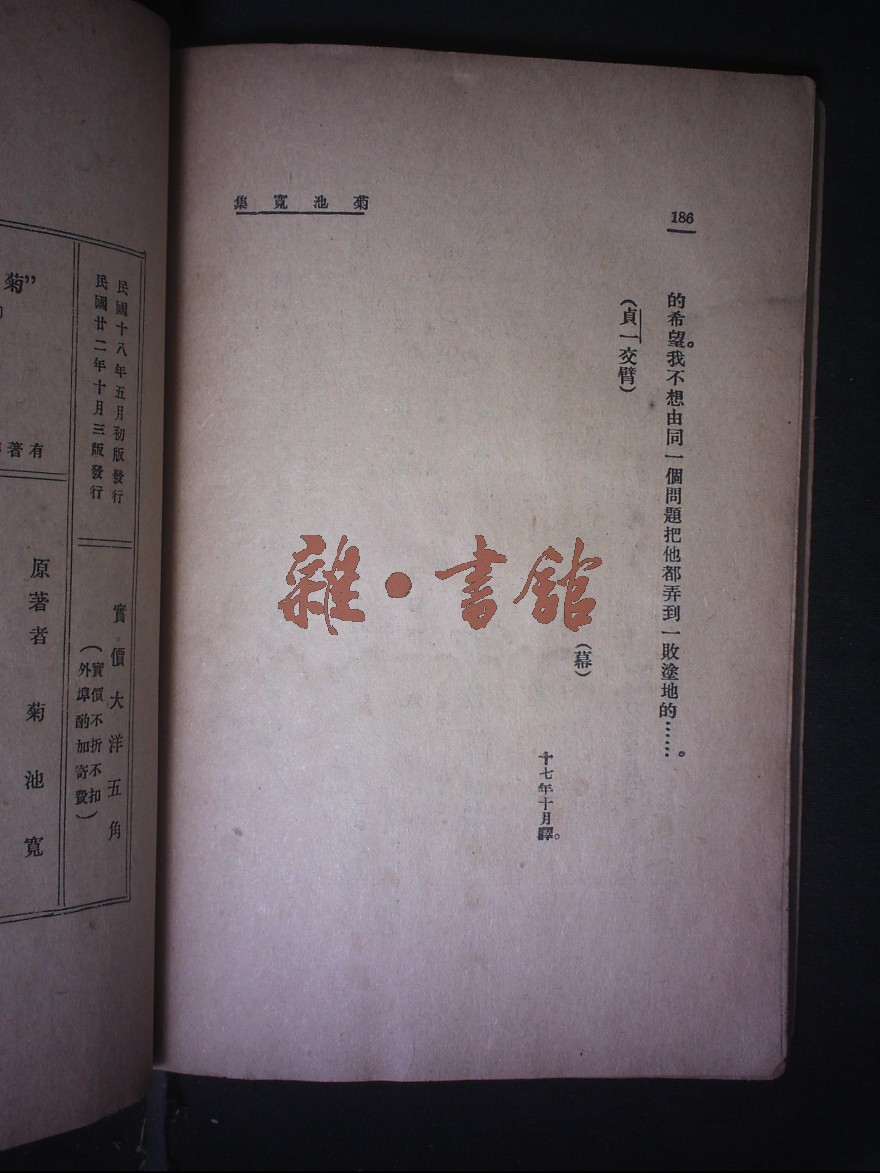 菊池寬集
186
的希望。我不想由同一個問題把他都弄到一敗塗地的……。
(貞一交臂)
(幕)
十七年十月譯。
雜·書館
菊”
有著
民國十八年五月初版發行
民國廿二年十月三版發行
實價大洋五角
(實價不折不扣
外埠酌加寄費)
原著者 菊池寬